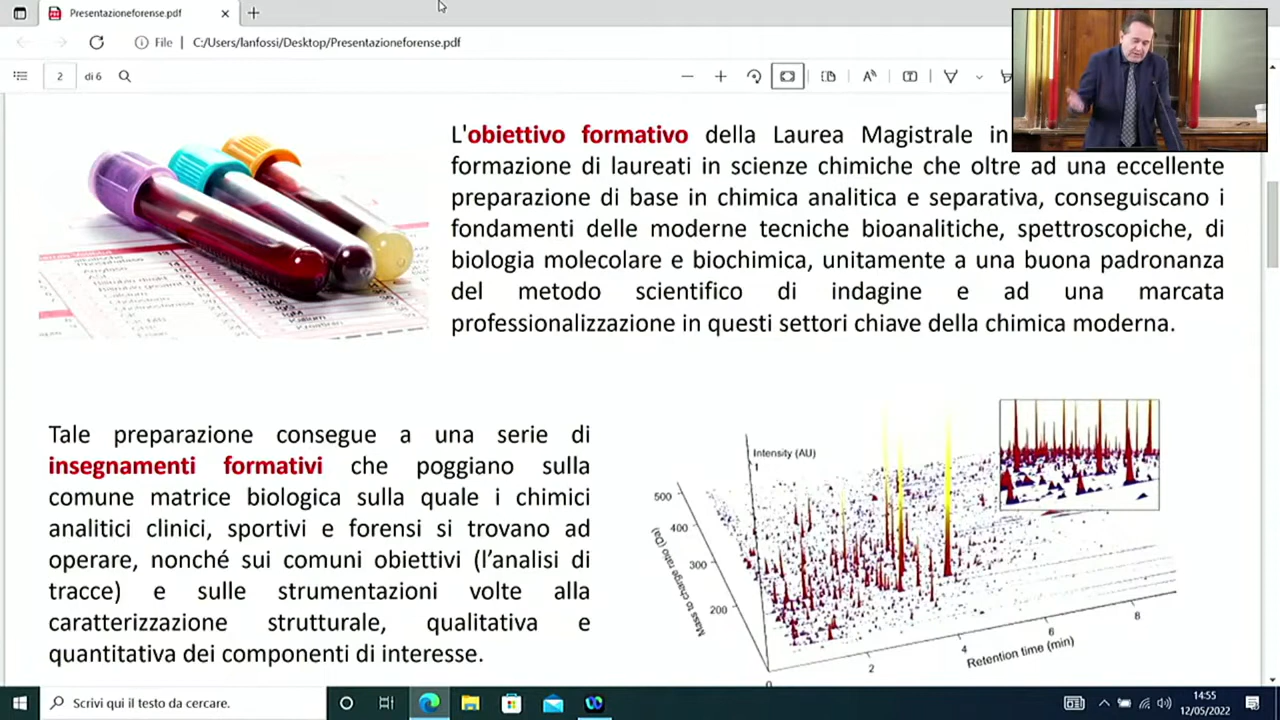 Presentazioneforense.pdf
File
C:/Users/lanfossi/Desktop/Presentazioneforense.pdf
2
di 6
L'obiettivo formativo della Laurea Magistrale in
formazione di laureati in scienze chimiche che oltre ad una eccellente
preparazione di base in chimica analitica e separativa, conseguiscano i
fondamenti delle moderne tecniche bioanalitiche, spettroscopiche, di
biologia molecolare e biochimica, unitamente a una buona padronanza
del metodo scientifico di indagine e ad una marcata
professionalizzazione in questi settori chiave della chimica moderna.
Tale preparazione consegue a una serie di
insegnamenti formativi che poggiano sulla
comune matrice biologica sulla quale i chimici
analitici clinici, sportivi e forensi si trovano ad
operare, nonché sui comuni obiettivi (l'analisi di
tracce) e sulle strumentazioni volte alla
caratterizzazione strutturale, qualitativa e
quantitativa dei componenti di interesse.
Intensity (AU)
1
500
400
300
200
Mass to charge ratio (Da)
0
2
4
6
8
Retention time (min)
Scrivi qui il testo da cercare.
14:55
12/05/2022